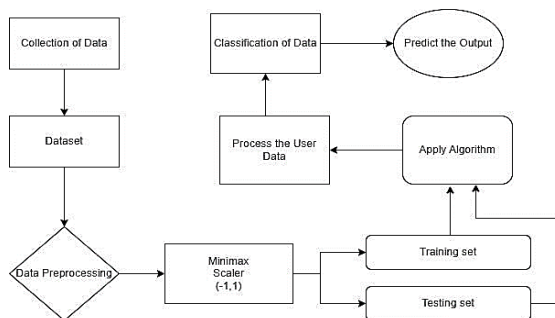 Collection of Data
Classification of Data
Predict the Output
Dataset
Process the User
Data
Apply Algorithm
Data Preprocessing
Minimax
Scaler
(-1,1)
Training set
Testing set